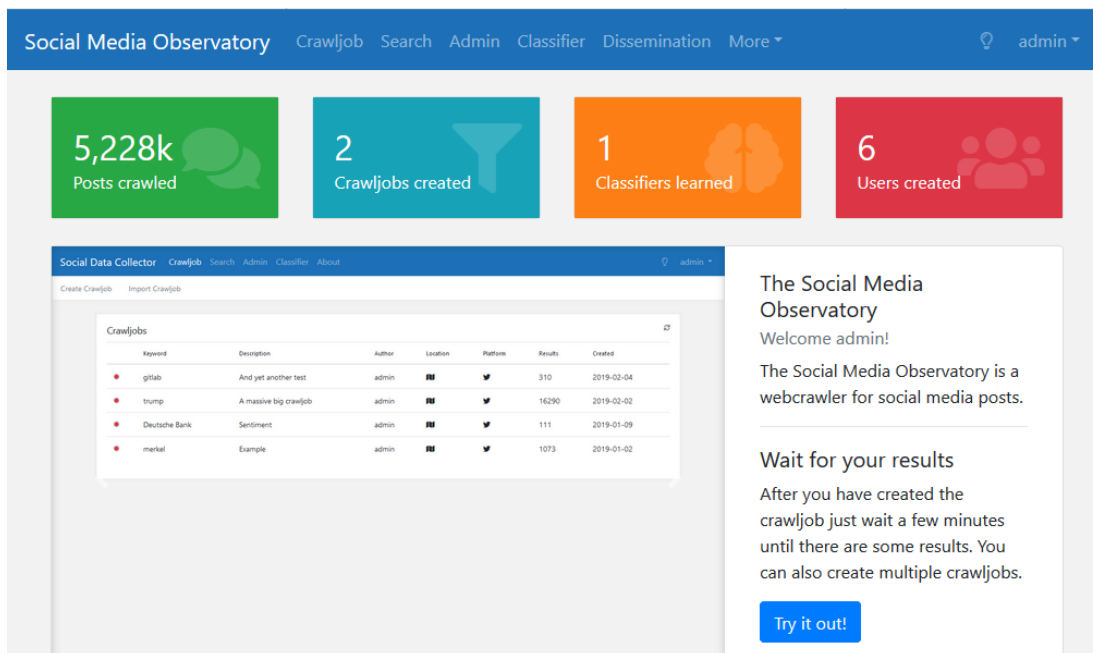 Social Media Observatory Crawljob Search Admin Classifier Dissemination More admin
5,228k
Posts crawled
2
Crawljobs created
1
Classifiers learned
6
Users created
Social Data Collector Crawljob Search Admin Classifier About admin
Create Crawljob Import Crawljob
Crawljobs
Keyword Description Author Location Platform Results Created
gitlab And yet another test admin 310 2019-02-04
trump A massive big crawljob admin 16290 2019-02-02
Deutsche Bank Sentiment admin 111 2019-01-09
merkel Example admin 1073 2019-01-02
The Social Media
Observatory
Welcome admin!
The Social Media Observatory is a
webcrawler for social media posts.
Wait for your results
After you have created the
crawljob just wait a few minutes
until there are some results. You
can also create multiple crawljobs.
Try it out!